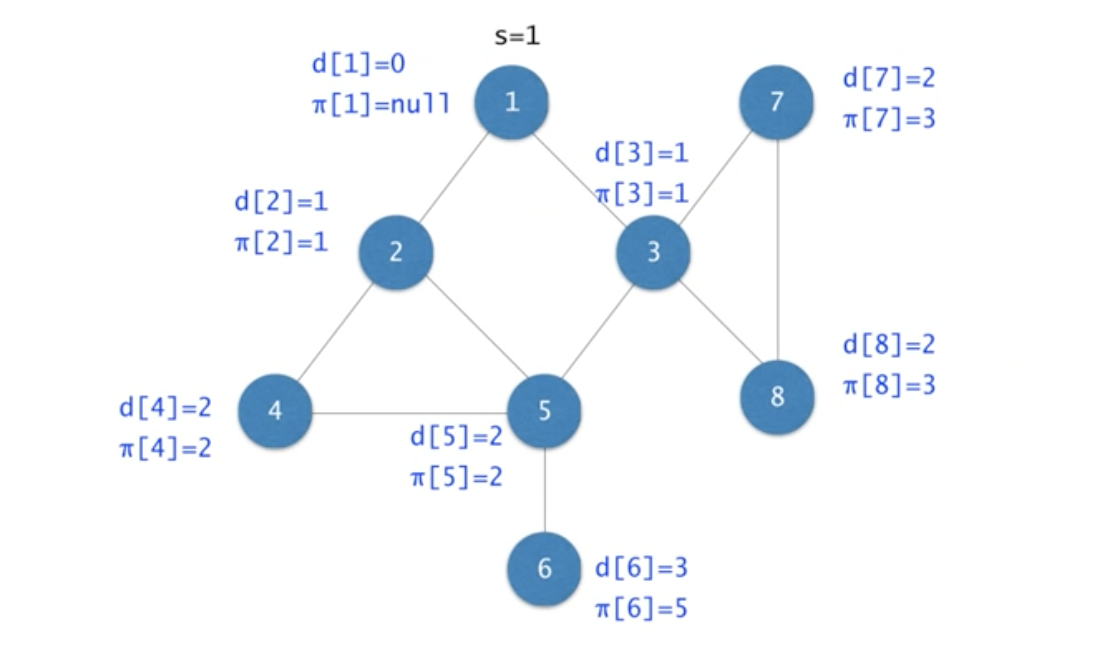 s=1
d[1]=0
π[1]=null
1
7
d[7]=2
π[7]=3
d[3]=1
π[3]=1
d[2]=1
π[2]=1
2
3
d[8]=2
π[8]=3
8
d[4]=2
π[4]=2
4
5
d[5]=2
π[5]=2
6
d[6]=3
π[6]=5